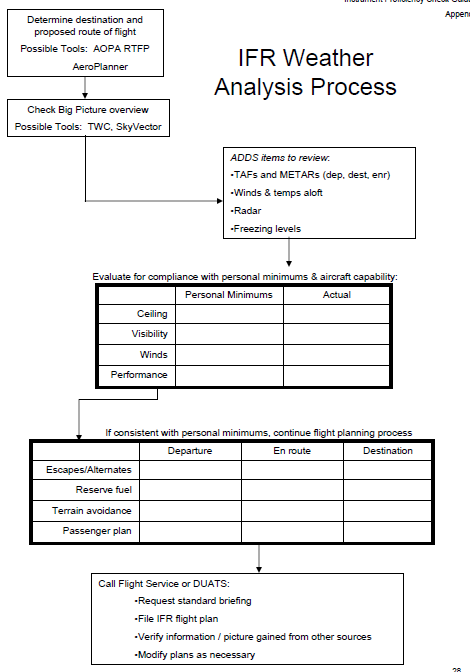 Instrument Proficiency Check Guid
Appen
Determine destination and
proposed route of flight
Possible Tools: AOPA RTFP
AeroPlanner
IFR Weather
Analysis Process
Check Big Picture overview
Possible Tools: TWC, SkyVector
ADDS items to review:
•TAFs and METARs (dep, dest, enr)
•Winds & temps aloft
•Radar
•Freezing levels
Evaluate for compliance with personal minimums & aircraft capability:
Personal Minimums Actual
Ceiling
Visibility
Winds
Performance
If consistent with personal minimums, continue flight planning process
Departure En route Destination
Escapes/Alternates
Reserve fuel
Terrain avoidance
Passenger plan
Call Flight Service or DUATS:
•Request standard briefing
•File IFR flight plan
•Verify information / picture gained from other sources
•Modify plans as necessary
28